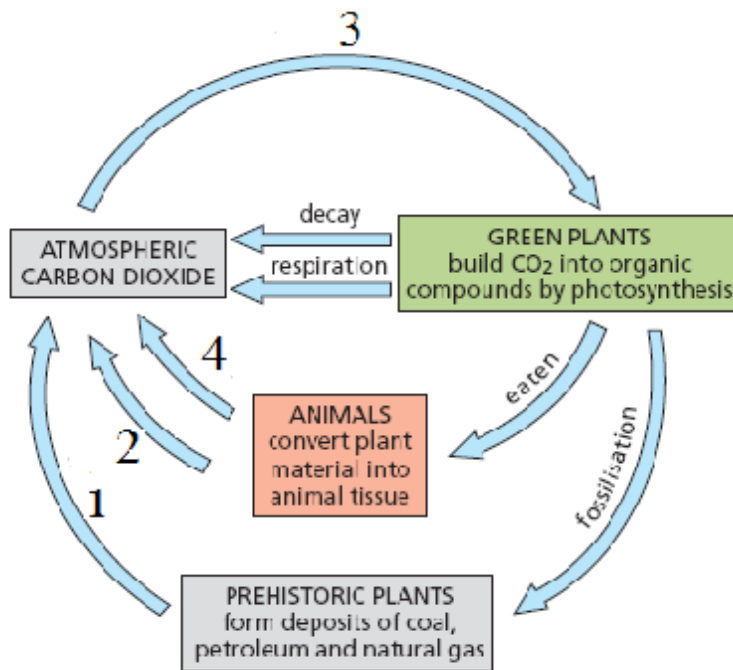 3
decay
ATMOSPHERIC
CARBON DIOXIDE
respiration
GREEN PLANTS
build CO₂ into organic
compounds by photosynthesis
4
eaten
ANIMALS
convert plant
material into
animal tissue
2
1
fossilisation
PREHISTORIC PLANTS
form deposits of coal,
petroleum and natural gas